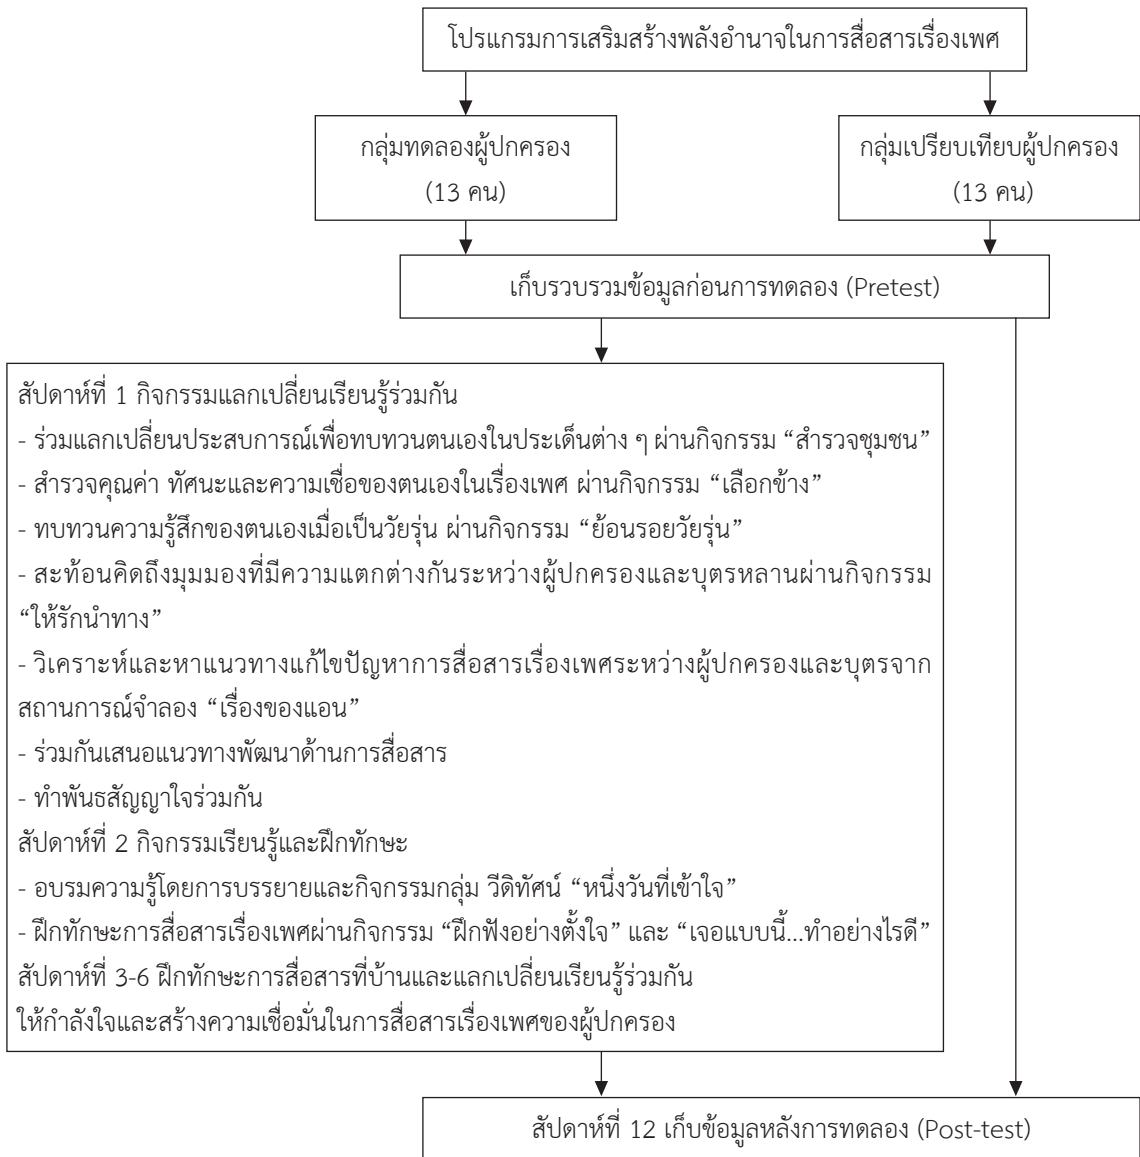 โปรแกรมการเสริมสร้างพลังอำนาจในการสื่อสารเรื่องเพศ
กลุ่มทดลองผู้ปกครอง
(13 คน)
กลุ่มเปรียบเทียบผู้ปกครอง
(13 คน)
เก็บรวบรวมข้อมูลก่อนการทดลอง (Pretest)
สัปดาห์ที่ 1 กิจกรรมแลกเปลี่ยนเรียนรู้ร่วมกัน
- ร่วมแลกเปลี่ยนประสบการณ์เพื่อทบทวนตนเองในประเด็นต่าง ๆ ผ่านกิจกรรม “สำรวจชุมชน”
- สำรวจคุณค่า ทัศนะและความเชื่อของตนเองในเรื่องเพศ ผ่านกิจกรรม “เลือกข้าง”
- ทบทวนความรู้สึกของตนเองเมื่อเป็นวัยรุ่น ผ่านกิจกรรม “ย้อนรอยวัยรุ่น”
- สะท้อนคิดถึงมุมมองที่มีความแตกต่างกันระหว่างผู้ปกครองและบุตรหลานผ่านกิจกรรม
“ให้รักนำทาง”
- วิเคราะห์และหาแนวทางแก้ไขปัญหาการสื่อสารเรื่องเพศระหว่างผู้ปกครองและบุตรจาก
สถานการณ์จำลอง “เรื่องของแอน”
- ร่วมกันเสนอแนวทางพัฒนาด้านการสื่อสาร
- ทำพันธสัญญาใจร่วมกัน
สัปดาห์ที่ 2 กิจกรรมเรียนรู้และฝึกทักษะ
- อบรมความรู้โดยการบรรยายและกิจกรรมกลุ่ม วีดิทัศน์ “หนึ่งวันที่เข้าใจ”
- ฝึกทักษะการสื่อสารเรื่องเพศผ่านกิจกรรม “ฝึกฟังอย่างตั้งใจ” และ “เจอแบบนี้...ทำอย่างไรดี”
สัปดาห์ที่ 3-6 ฝึกทักษะการสื่อสารที่บ้านและแลกเปลี่ยนเรียนรู้ร่วมกัน
ให้กำลังใจและสร้างความเชื่อมั่นในการสื่อสารเรื่องเพศของผู้ปกครอง
สัปดาห์ที่ 12 เก็บข้อมูลหลังการทดลอง (Post-test)